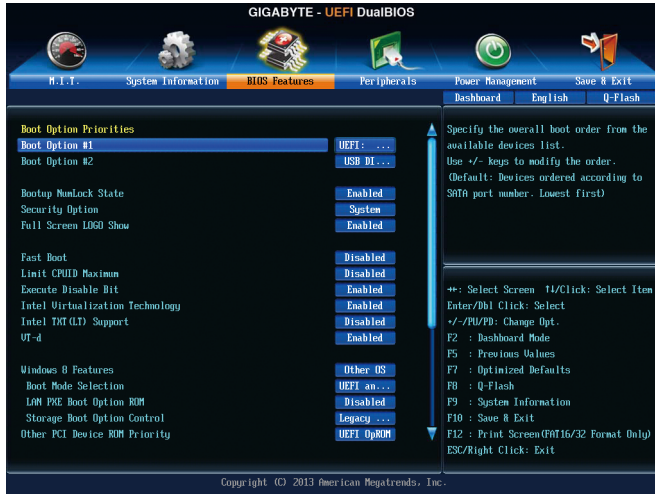 GIGABYTE - UEFI DualBIOS
M.I.T. System Information BIOS Features Peripherals Power Management Save & Exit
Dashboard English Q-Flash
Boot Option Priorities
Boot Option #1 UEFI: ...
Boot Option #2 USB DI...
Bootup NumLock State Enabled
Security Option System
Full Screen LOGO Show Enabled
Fast Boot Disabled
Limit CPUID Maximum Disabled
Execute Disable Bit Enabled
Intel Virtualization Technology Enabled
Intel TXT(LT) Support Disabled
VT-d Enabled
Windows 8 Features Other OS
Boot Mode Selection UEFI an...
LAN PXE Boot Option ROM Disabled
Storage Boot Option Control Legacy ...
Other PCI Device ROM Priority UEFI OpROM
Specify the overall boot order from the
available devices list.
Use +/- keys to modify the order.
(Default: Devices ordered according to
SATA port number. Lowest first)
→←: Select Screen ↑↓/Click: Select Item
Enter/Dbl Click: Select
+/-/PU/PD: Change Opt.
F2 : Dashboard Mode
F5 : Previous Values
F7 : Optimized Defaults
F8 : Q-Flash
F9 : System Information
F10 : Save & Exit
F12 : Print Screen(FAT16/32 Format Only)
ESC/Right Click: Exit
Copyright (C) 2013 American Megatrends, Inc.